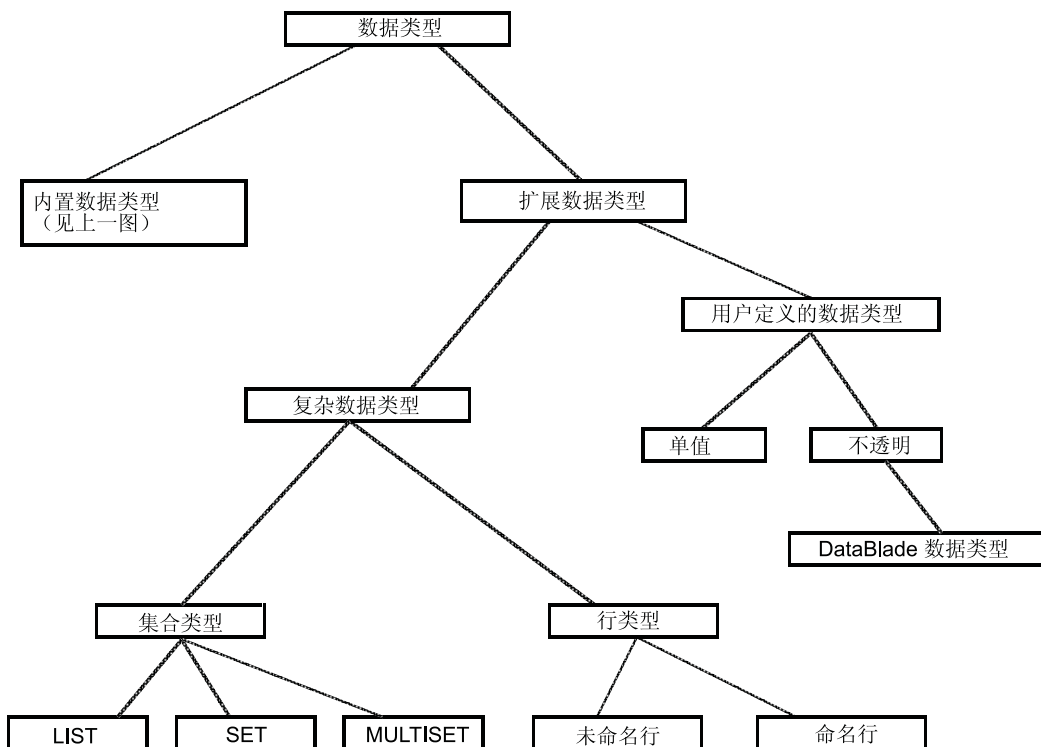 数据类型
内置数据类型
（见上一图）
扩展数据类型
用户定义的数据类型
复杂数据类型
单值
不透明
DataBlade 数据类型
集合类型
行类型
LIST
SET
MULTISET
未命名行
命名行